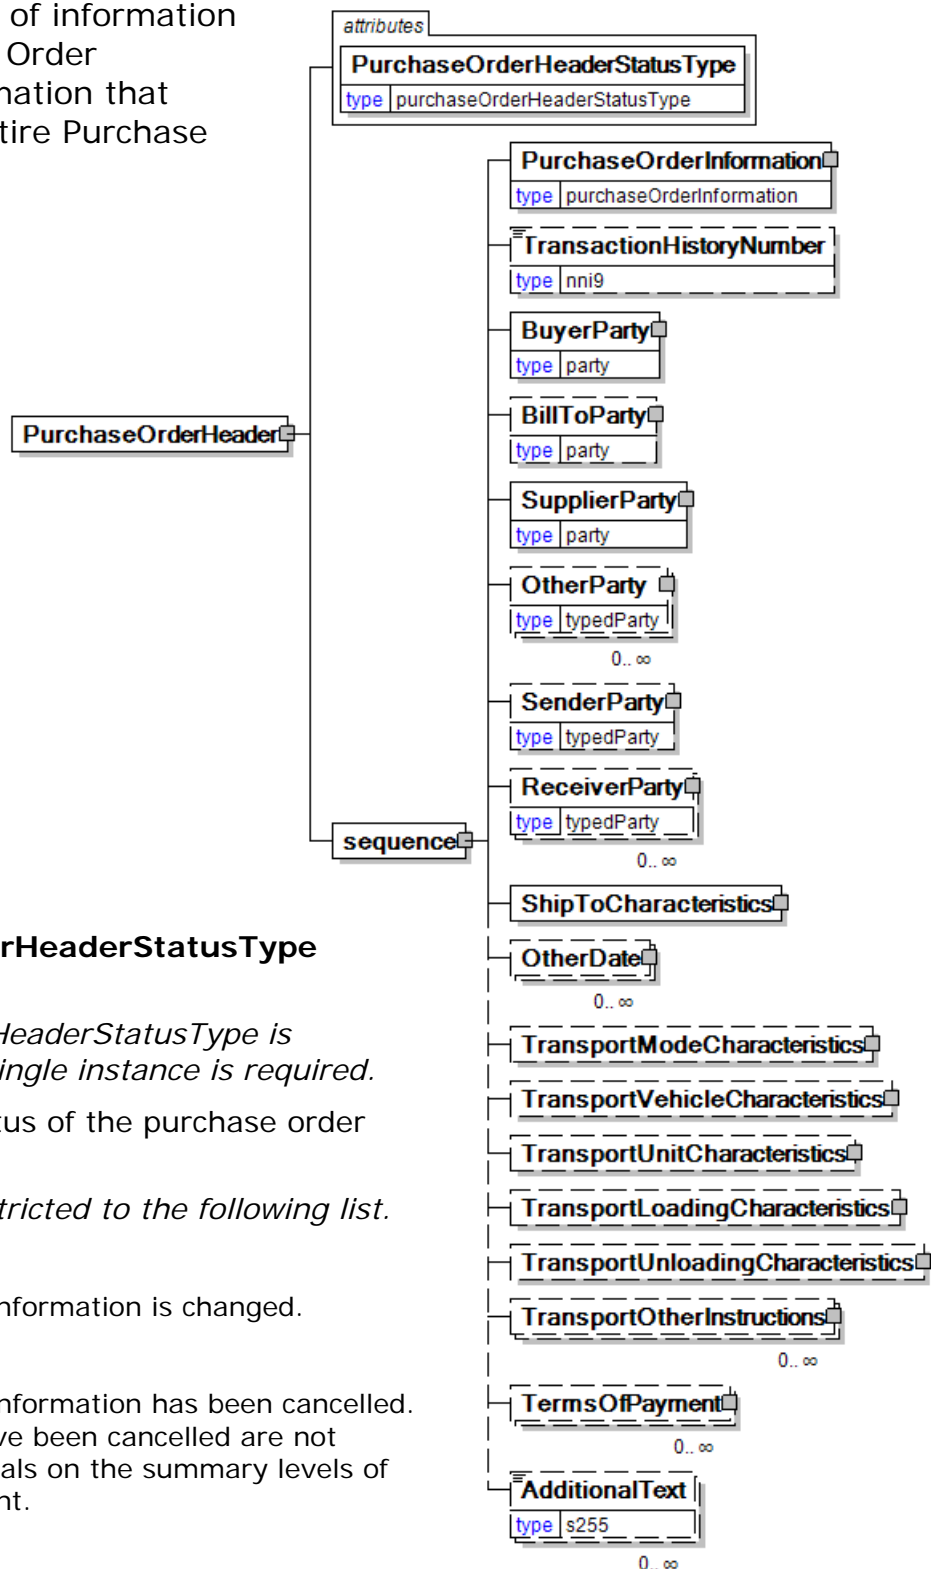 of information
Order
nation that
tire Purchase
rHeaderStatusType
HeaderStatusType is
single instance is required.
tus of the purchase order
tricted to the following list.
nformation is changed.
nformation has been cancelled.
ve been cancelled are not
als on the summary levels of
nt.
PurchaseOrderHeader
attributes
PurchaseOrderHeaderStatusType
type purchaseOrderHeaderStatusType
sequence
PurchaseOrderInformation
type purchaseOrderInformation
TransactionHistoryNumber
type nni9
BuyerParty
type party
BillToParty
type party
SupplierParty
type party
OtherParty
type typedParty
0.. ∞
SenderParty
type typedParty
ReceiverParty
type typedParty
0.. ∞
ShipToCharacteristics
OtherDate
0.. ∞
TransportModeCharacteristics
TransportVehicleCharacteristics
TransportUnitCharacteristics
TransportLoadingCharacteristics
TransportUnloadingCharacteristics
TransportOtherInstructions
0.. ∞
TermsOfPayment
0.. ∞
AdditionalText
type s255
0.. ∞